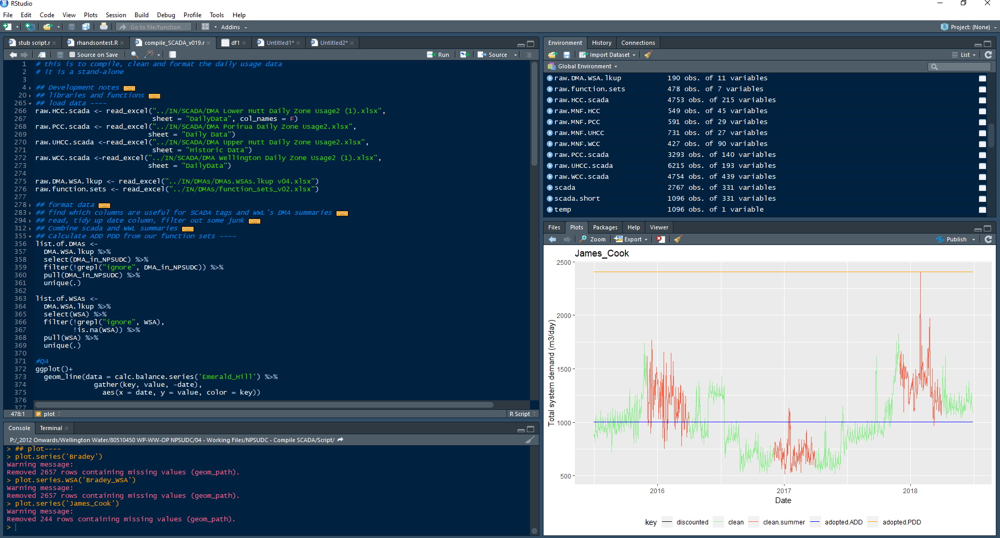 RStudio
File Edit Code View Plots Session Build Debug Profile Tools Help
Go to file/function Addins Project: (None)
stub script.r rhandsontest.R compile_SCADA_v019.r df1 Untitled1* Untitled2*
Source on Save Run Source
1 # this is to compile, clean and format the daily usage data
2 # it is a stand-alone
3
4 ## Development notes
20 ## libraries and functions
265 ## load data ----
266 raw.HCC.scada <- read_excel("../IN/SCADA/DMA Lower Hutt Daily Zone Usage2 (1).xlsx",
267 sheet = "DailyData", col_names = F)
268 raw.PCC.scada <- read_excel("../IN/SCADA/DMA Porirua Daily Zone Usage2.xlsx",
269 sheet = "Daily Data")
270 raw.UHCC.scada <-read_excel("../IN/SCADA/DMA Upper Hutt Daily Zone Usage2.xlsx",
271 sheet = "Historic Data")
272 raw.WCC.scada <-read_excel("../IN/SCADA/DMA Wellington Daily Zone Usage2 (1).xlsx",
273 sheet = "DailyData")
274
275 raw.DMA.WSA.lkup <- read_excel("../IN/DMAs/DMAs.WSAs.lkup v04.xlsx")
276 raw.function.sets <- read_excel("../IN/DMAs/function_sets_v02.xlsx")
277
278 ## format data
283 ## find which columns are useful for SCADA tags and WWL's DMA summaries
294 ## read, tidy up date column, filter out some junk
312 ## Combine scada and WWL summaries
355 ## Calculate ADD PDD from our function sets ----
356 list.of.DMAs <-
357 DMA.WSA.lkup %>%
358 select(DMA_in_NPSUDC) %>%
359 filter(!grepl("ignore", DMA_in_NPSUDC)) %>%
360 pull(DMA_in_NPSUDC) %>%
361 unique(.)
362
363 list.of.WSAs <-
364 DMA.WSA.lkup %>%
365 select(WSA) %>%
366 filter(!grepl("ignore", WSA),
367 !is.na(WSA)) %>%
368 pull(WSA) %>%
369 unique(.)
370
371 #QA
372 ggplot()+
373 geom_line(data = calc.balance.series('Emerald_Hill') %>%
374 gather(key, value, -date),
375 aes(x = date, y = value, color = key))
376
377
478:1 # plot R Script
Console Terminal
P:/_2012 Onwards/Wellington Water/80510450 WP-WW-OP NPSUDC/04 - Working Files/NPSUDC - Compile SCADA/Script/
> ## plot----
> plot.series('Bradey')
Warning message:
Removed 2657 rows containing missing values (geom_path).
> plot.series.WSA('Bradey_WSA')
Warning message:
Removed 2657 rows containing missing values (geom_path).
> plot.series('James_Cook')
Warning message:
Removed 244 rows containing missing values (geom_path).
>
Environment History Connections
Import Dataset List
Global Environment
raw.DMA.WSA.lkup 190 obs. of 11 variables
raw.function.sets 478 obs. of 7 variables
raw.HCC.scada 4753 obs. of 215 variables
raw.MNF.HCC 549 obs. of 45 variables
raw.MNF.PCC 591 obs. of 29 variables
raw.MNF.UHCC 731 obs. of 27 variables
raw.MNF.WCC 427 obs. of 90 variables
raw.PCC.scada 3293 obs. of 140 variables
raw.UHCC.scada 6215 obs. of 193 variables
raw.WCC.scada 4754 obs. of 439 variables
scada 2767 obs. of 331 variables
scada.short 1096 obs. of 331 variables
temp 1096 obs. of 1 variable
Files Plots Packages Help Viewer
Zoom Export Publish
James_Cook
2500
2000
1500
1000
500
Total system demand (m3/day)
2016 2017 2018
Date
key discounted clean clean.summer adopted.ADD adopted.PDD